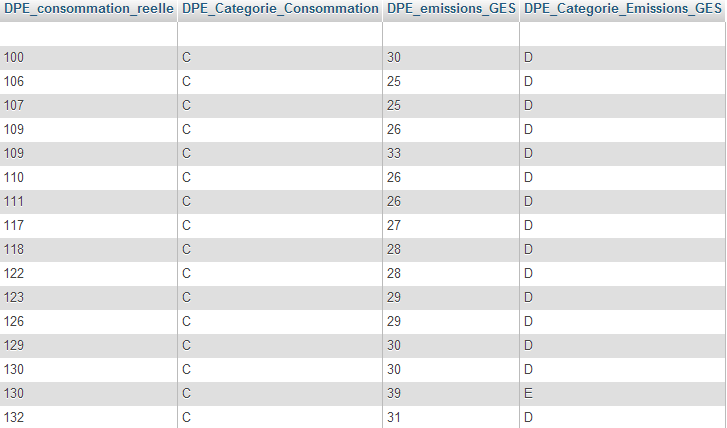 DPE_consommation_reelle DPE_Categorie_Consommation DPE_emissions_GES DPE_Categorie_Emissions_GES
100 C 30 D
106 C 25 D
107 C 25 D
109 C 26 D
109 C 33 D
110 C 26 D
111 C 26 D
117 C 27 D
118 C 28 D
122 C 28 D
123 C 29 D
126 C 29 D
129 C 30 D
130 C 30 D
130 C 39 E
132 C 31 D